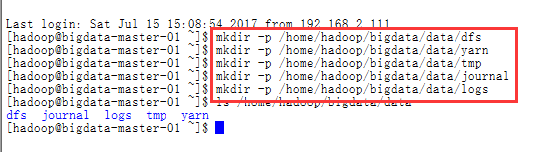 Last login: Sat Jul 15 15:08:54 2017 from 192.168.2.111
[hadoop@bigdata-master-01 ~]$ mkdir -p /home/hadoop/bigdata/data/dfs
[hadoop@bigdata-master-01 ~]$ mkdir -p /home/hadoop/bigdata/data/yarn
[hadoop@bigdata-master-01 ~]$ mkdir -p /home/hadoop/bigdata/data/tmp
[hadoop@bigdata-master-01 ~]$ mkdir -p /home/hadoop/bigdata/data/journal
[hadoop@bigdata-master-01 ~]$ mkdir -p /home/hadoop/bigdata/data/logs
[hadoop@bigdata-master-01 ~]$ ls /home/hadoop/bigdata/data
dfs journal logs tmp yarn
[hadoop@bigdata-master-01 ~]$